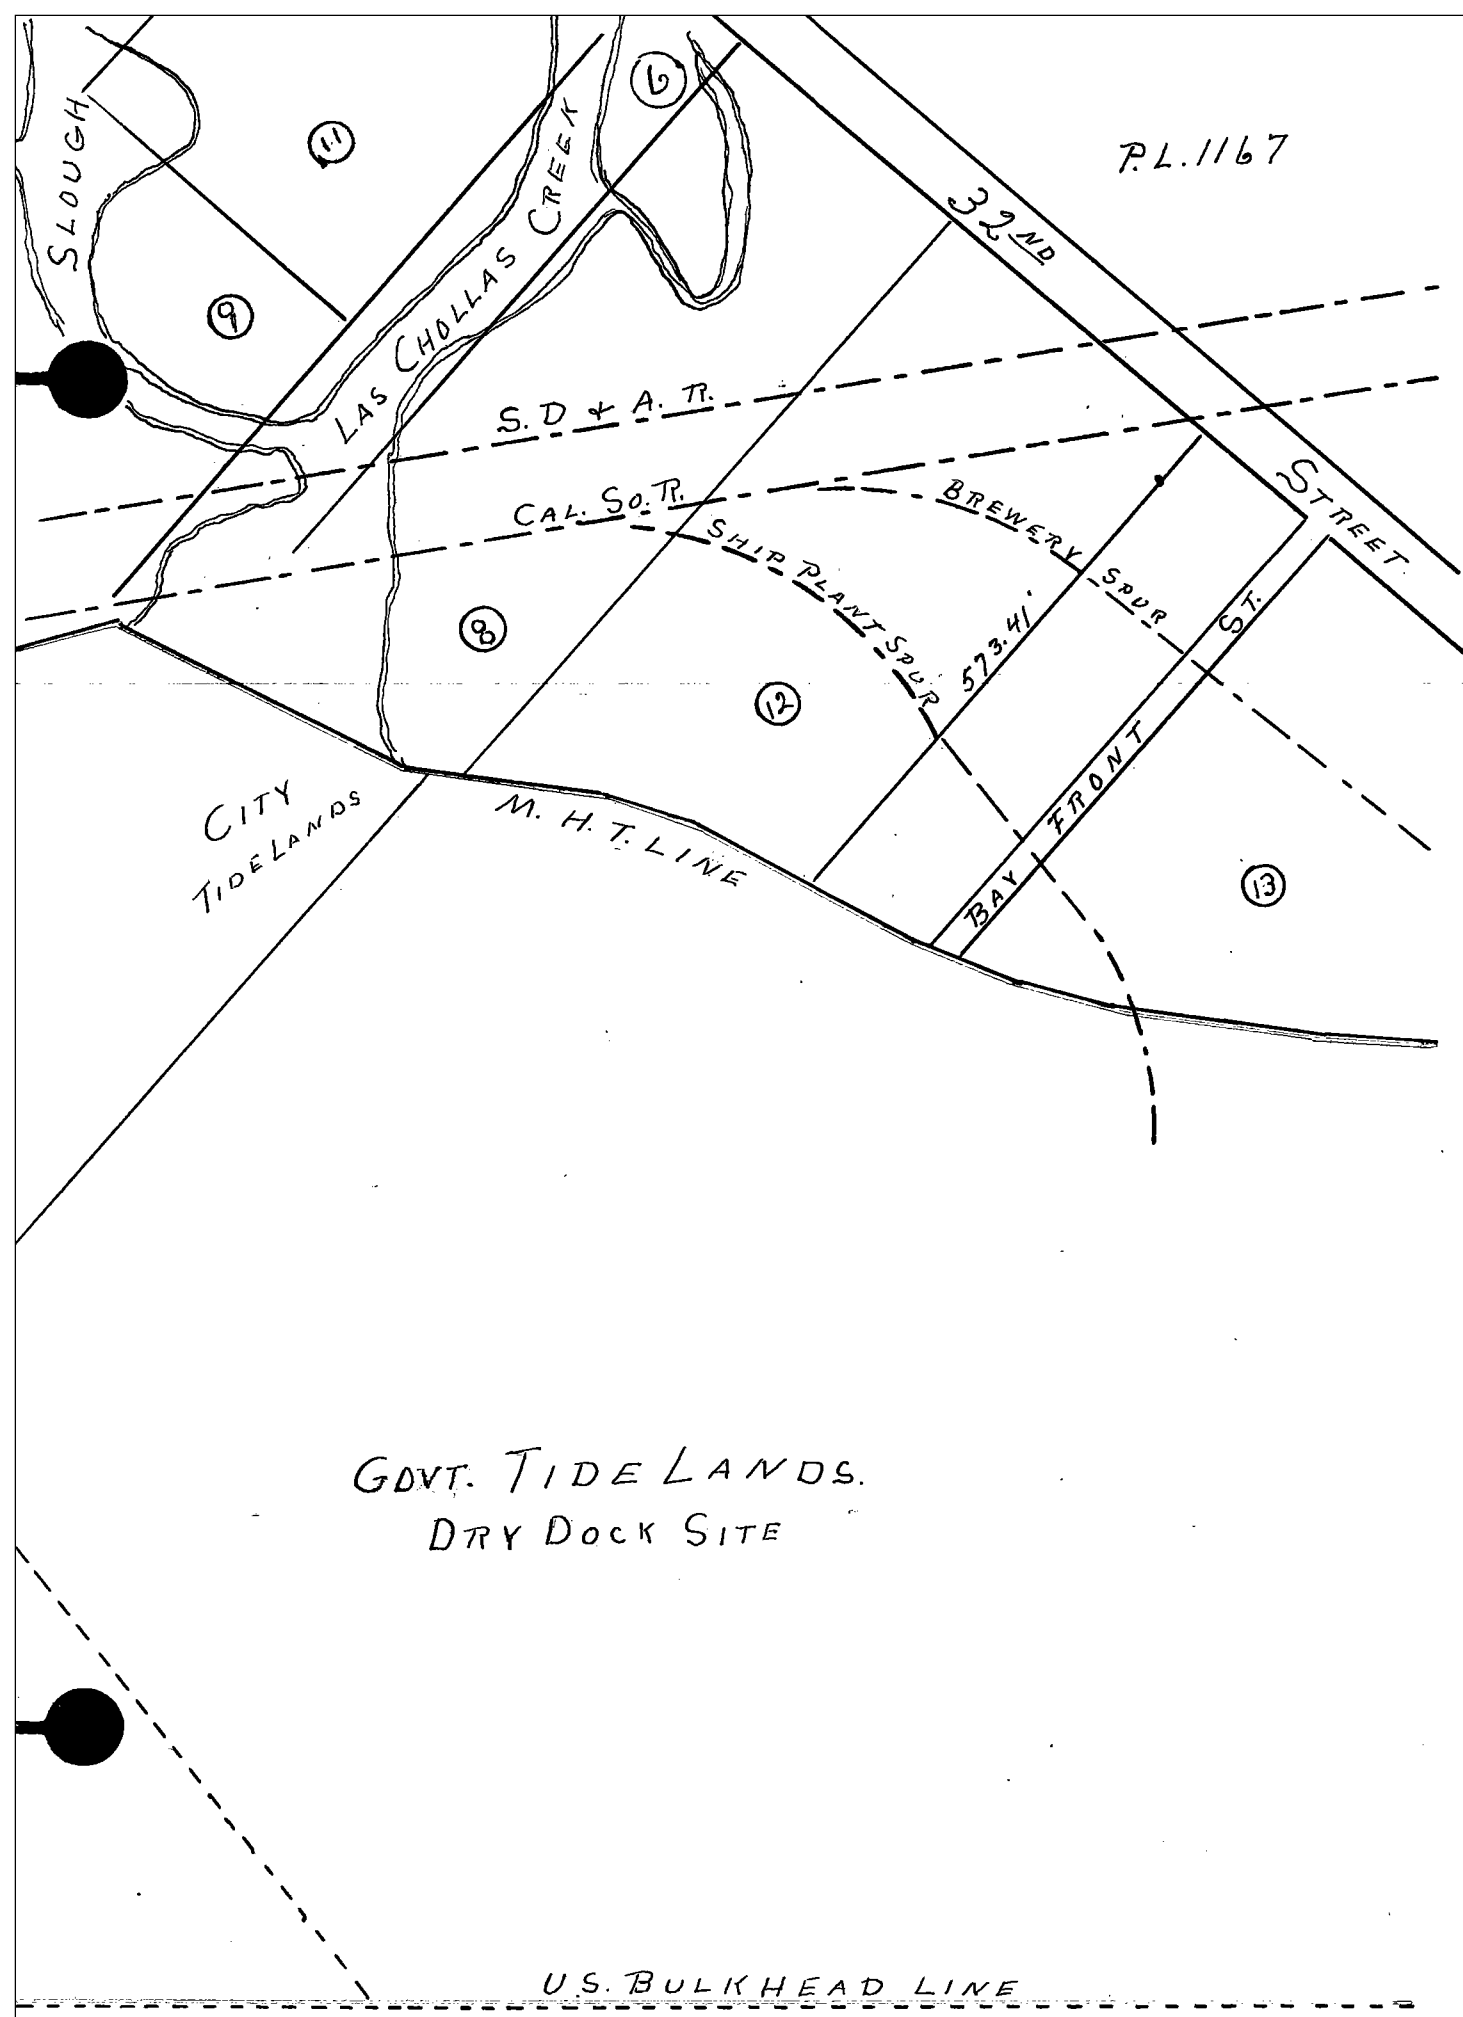 6
11
P.L.1167
SLOUGH
LAS CHOLLAS CREEK
32ND STREET
9
S.D & A.R.
CAL. SO.R.
BREWERY SPUR
SHIP PLANT SPUR
573.41'
8
12
BAY FRONT ST.
13
CITY
TIDELANDS
M.H.T. LINE
GOVT. TIDE LANDS.
DRY DOCK SITE
U.S. BULKHEAD LINE